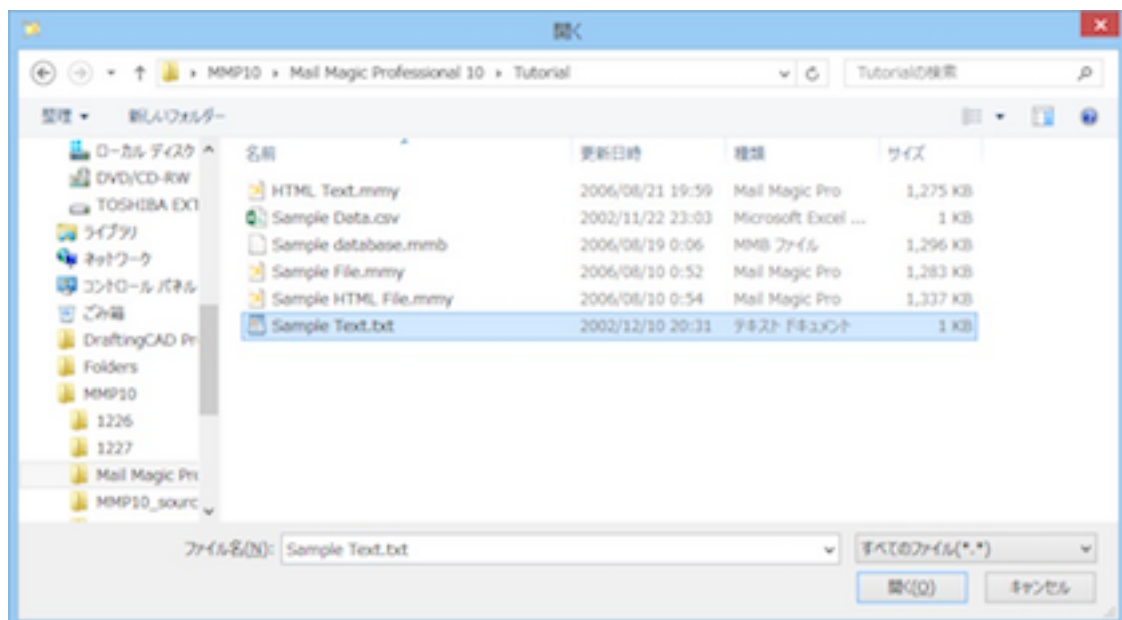 開く
MMP10 ▸ Mail Magic Professional 10 ▸ Tutorial
Tutorialの検索
整理
新しいフォルダー
ローカル ディスク
DVD/CD-RW
TOSHIBA EXT
ライブラリ
ネットワーク
コントロール パネル
ごみ箱
DraftingCAD Pr
Folders
MMP10
1226
1227
Mail Magic Pro
MMP10_sourc
名前 更新日時 種類 サイズ
HTML Text.mmy 2006/08/21 19:59 Mail Magic Pro 1,275 KB
Sample Data.csv 2002/11/22 23:03 Microsoft Excel ... 1 KB
Sample database.mmb 2006/08/19 0:06 MMB ファイル 1,296 KB
Sample File.mmy 2006/08/10 0:52 Mail Magic Pro 1,283 KB
Sample HTML File.mmy 2006/08/10 0:54 Mail Magic Pro 1,337 KB
Sample Text.txt 2002/12/10 20:31 テキスト ドキュメント 1 KB
ファイル名(N): Sample Text.txt
すべてのファイル(*.*)
開く(O)
キャンセル